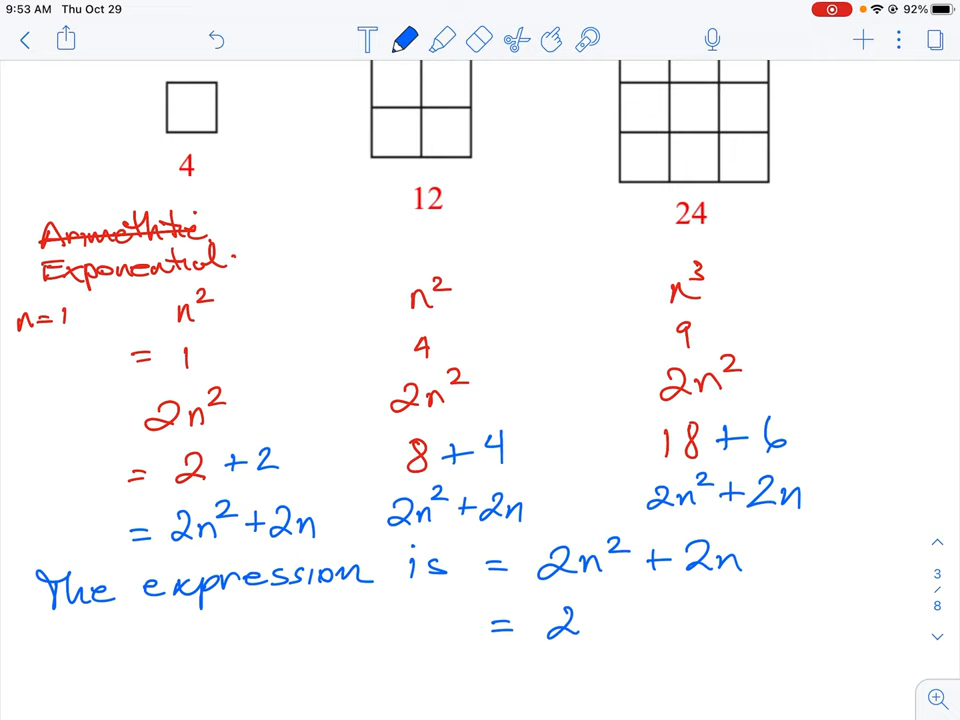 9:53 AM Thu Oct 29 92%
4
12
24
Exponential.
n=1 n² n² n³
= 1 4 9
2n² 2n² 2n²
= 2 +2 8 + 4 18 + 6
= 2n² +2n 2n² +2n 2n² +2n
The expression is = 2n² + 2n
= 2
3
/
8